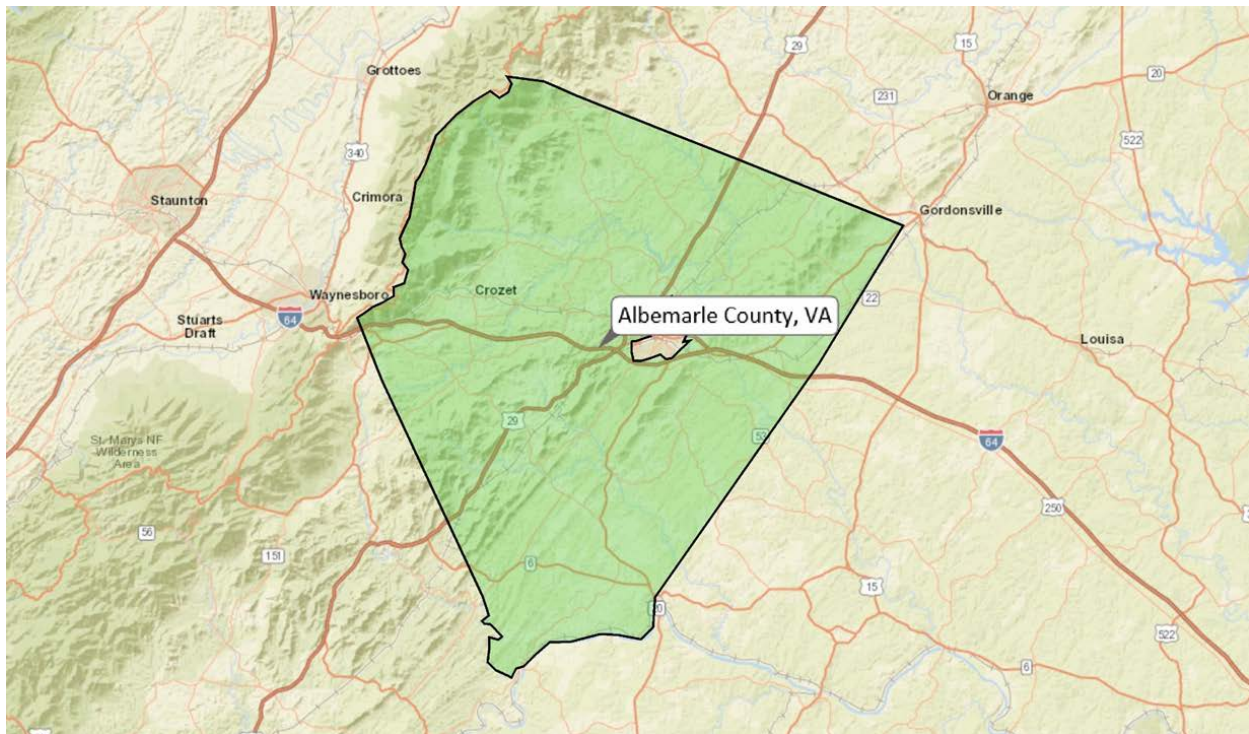 29
15
Grottoes
20
231
Orange
522
340
Staunton
Crimora
Gordonsville
Waynesboro
Crozet
22
64
Stuarts
Draft
Albemarle County, VA
Louisa
29
53
64
St. Marys NF
Wilderness
Area
250
56
151
6
15
20
522
6